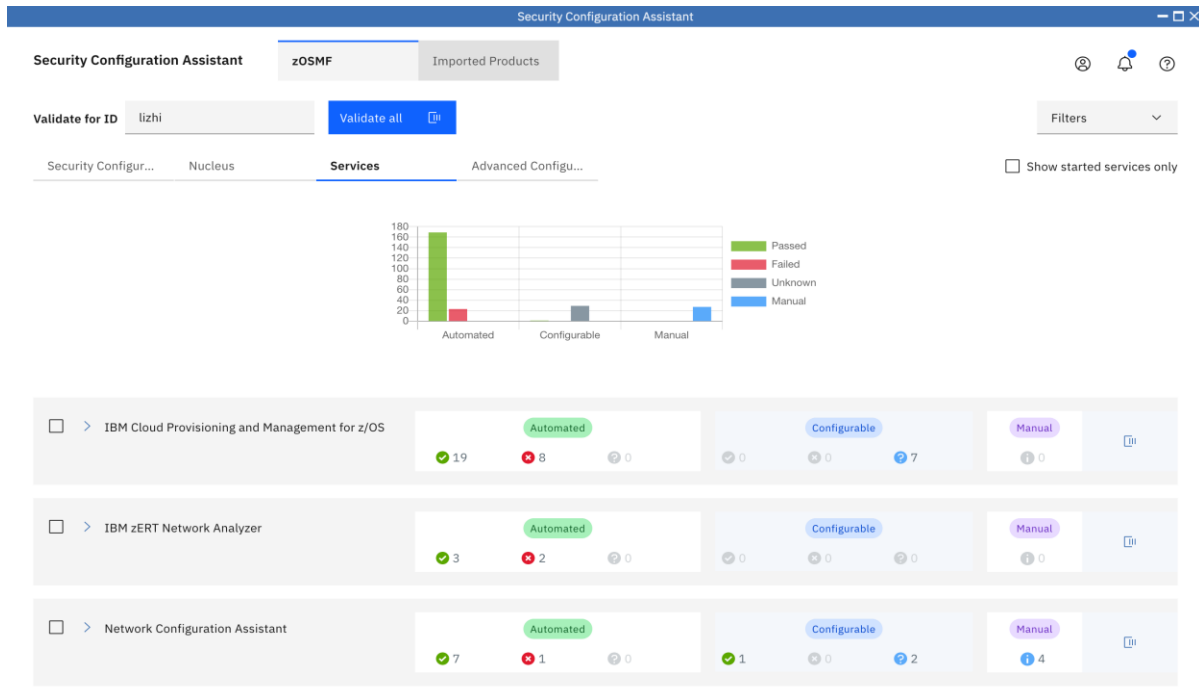 Security Configuration Assistant
Security Configuration Assistant
zOSMF
Imported Products
Validate for ID
lizhi
Validate all
Filters
Security Configur...
Nucleus
Services
Advanced Configu...
Show started services only
180
160
140
120
100
80
60
40
20
0
Automated
Configurable
Manual
Passed
Failed
Unknown
Manual
IBM Cloud Provisioning and Management for z/OS
Automated
Configurable
Manual
19 8 0 0 0 7 0
IBM zERT Network Analyzer
Automated
Configurable
Manual
3 2 0 0 0 0 0
Network Configuration Assistant
Automated
Configurable
Manual
7 1 0 1 0 2 4